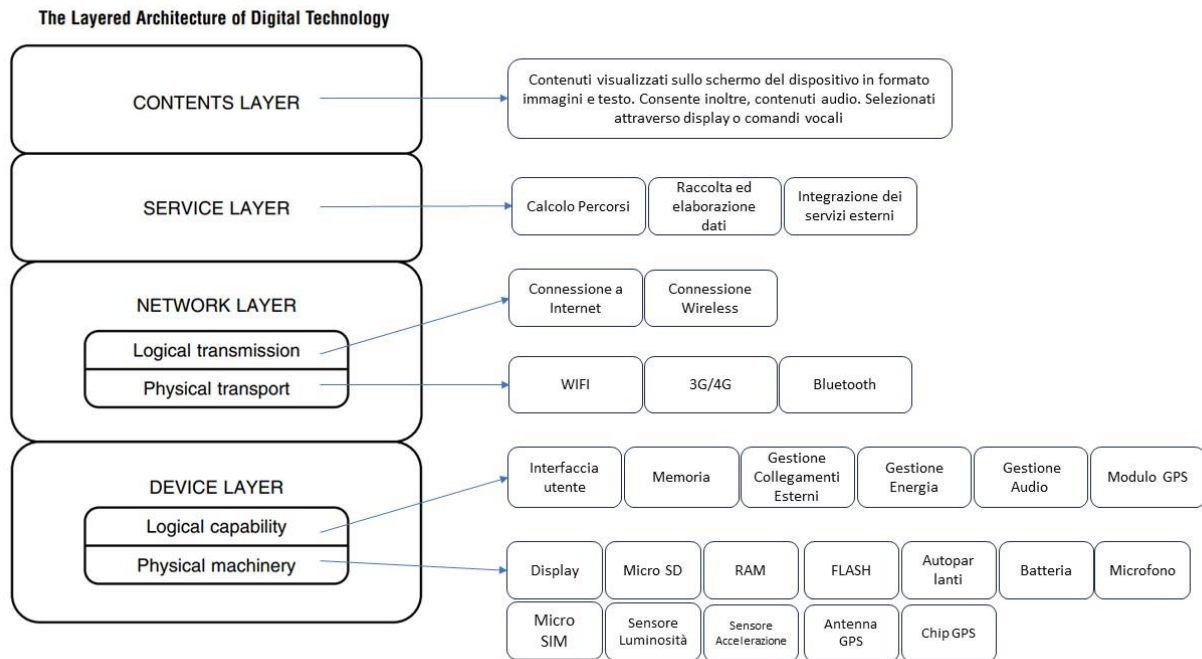 The Layered Architecture of Digital Technology
CONTENTS LAYER
Contenuti visualizzati sullo schermo del dispositivo in formato
immagini e testo. Consente inoltre, contenuti audio. Selezionati
attraverso display o comandi vocali
SERVICE LAYER
Calcolo Percorsi
Raccolta ed
elaborazione
dati
Integrazione dei
servizi esterni
NETWORK LAYER
Logical transmission
Physical transport
Connessione a
Internet
Connessione
Wireless
WIFI
3G/4G
Bluetooth
DEVICE LAYER
Logical capability
Physical machinery
Interfaccia
utente
Memoria
Gestione
Collegamenti
Esterni
Gestione
Energia
Gestione
Audio
Modulo GPS
Display
Micro SD
RAM
FLASH
Autopar
lanti
Batteria
Microfono
Micro
SIM
Sensore
Luminosità
Sensore
Accelerazione
Antenna
GPS
Chip GPS